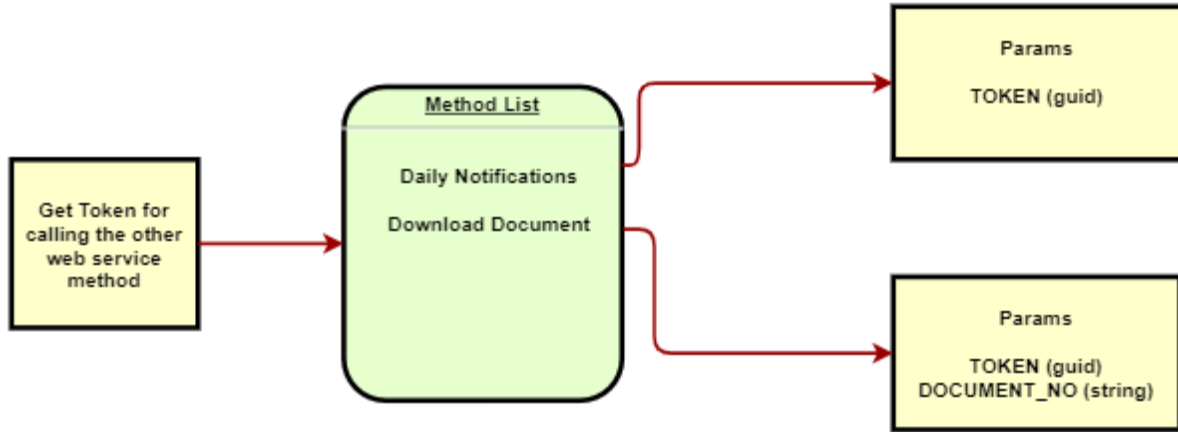 Get Token for
calling the other
web service
method
Method List
Daily Notifications
Download Document
Params
TOKEN (guid)
Params
TOKEN (guid)
DOCUMENT_NO (string)